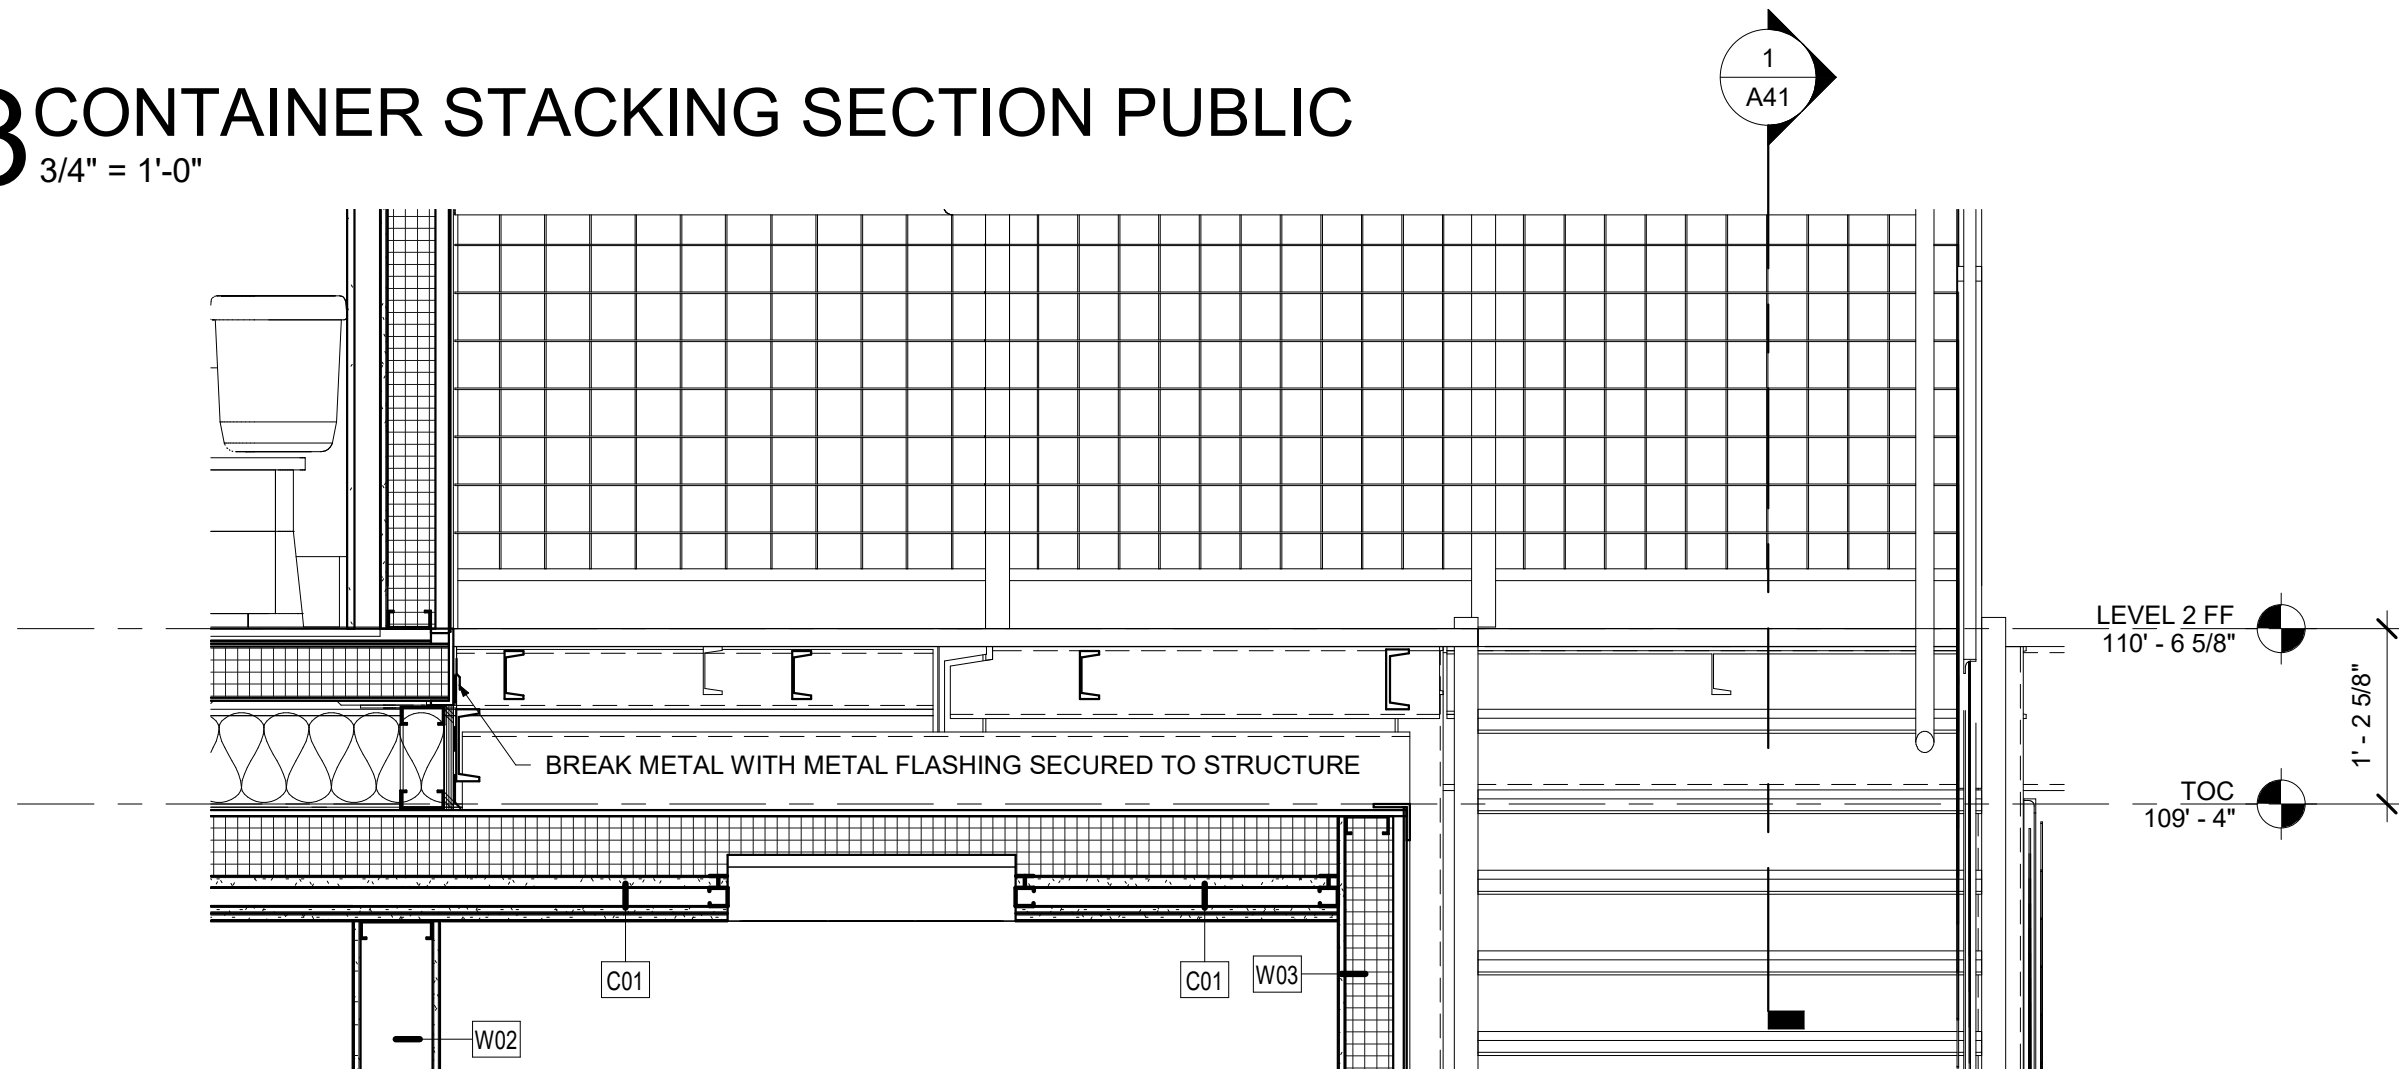 1
A41
CONTAINER STACKING SECTION PUBLIC
3/4" = 1'-0"
LEVEL 2 FF
110' - 6 5/8"
1' - 2 5/8"
BREAK METAL WITH METAL FLASHING SECURED TO STRUCTURE
TOC
109' - 4"
C01
C01
W03
W02